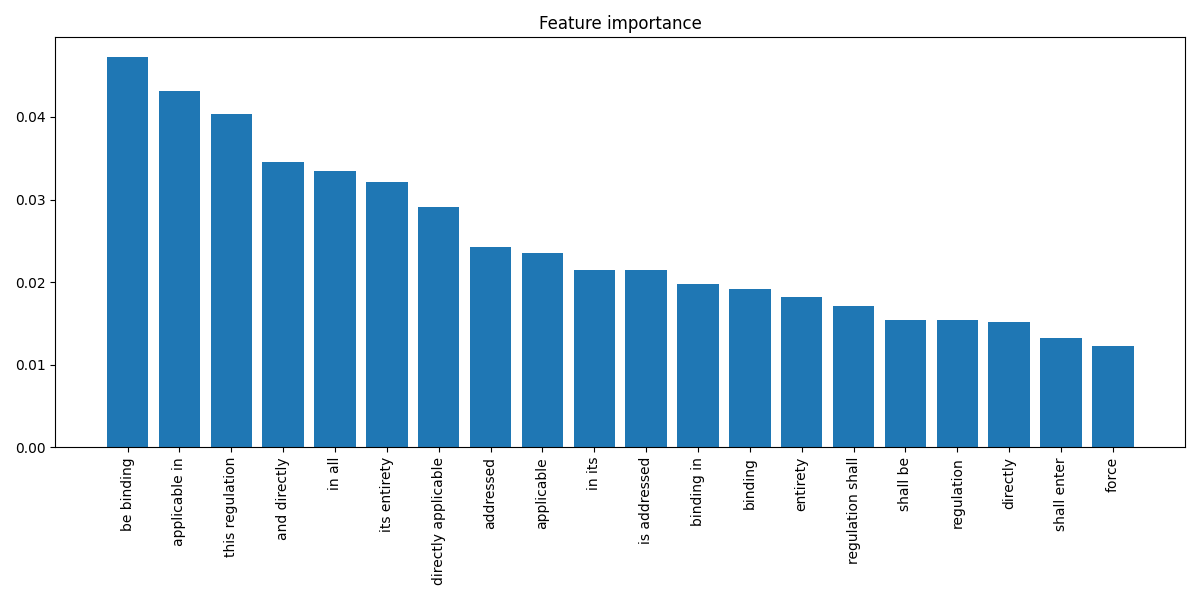 Feature importance
0.04
0.03
0.02
0.01
0.00
be binding
applicable in
this regulation
and directly
in all
its entirety
directly applicable
addressed
applicable
in its
is addressed
binding in
binding
entirety
regulation shall
shall be
regulation
directly
shall enter
force